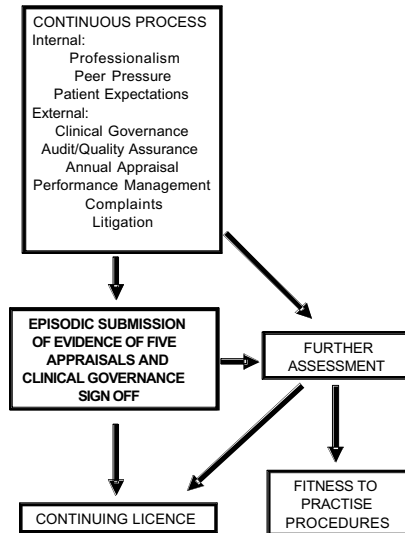 CONTINUOUS PROCESS
Internal:
Professionalism
Peer Pressure
Patient Expectations
External:
Clinical Governance
Audit/Quality Assurance
Annual Appraisal
Performance Management
Complaints
Litigation
EPISODIC SUBMISSION
OF EVIDENCE OF FIVE
APPRAISALS AND
CLINICAL GOVERNANCE
SIGN OFF
FURTHER
ASSESSMENT
CONTINUING LICENCE
FITNESS TO
PRACTISE
PROCEDURES